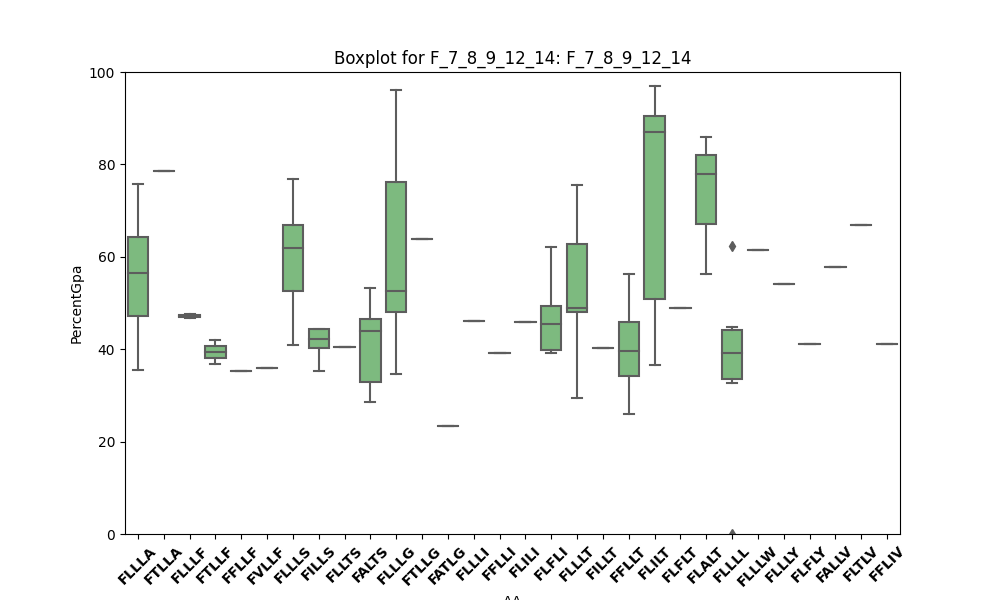 Boxplot for F_7_8_9_12_14: F_7_8_9_12_14
100
80
60
40
20
0
PercentGpa
FLLLA
FTLLA
FLLLF
FTLLF
FFLLF
FVLLF
FLLLS
FILLS
FLLTS
FALTS
FLLLG
FTLLG
FATLG
FLLLI
FFLLI
FLILI
FLFLI
FLLLT
FILLT
FFLLT
FLILT
FLFLT
FLALT
FLLLL
FLLLW
FLLLY
FLFLY
FALLV
FLTLV
FFLIV